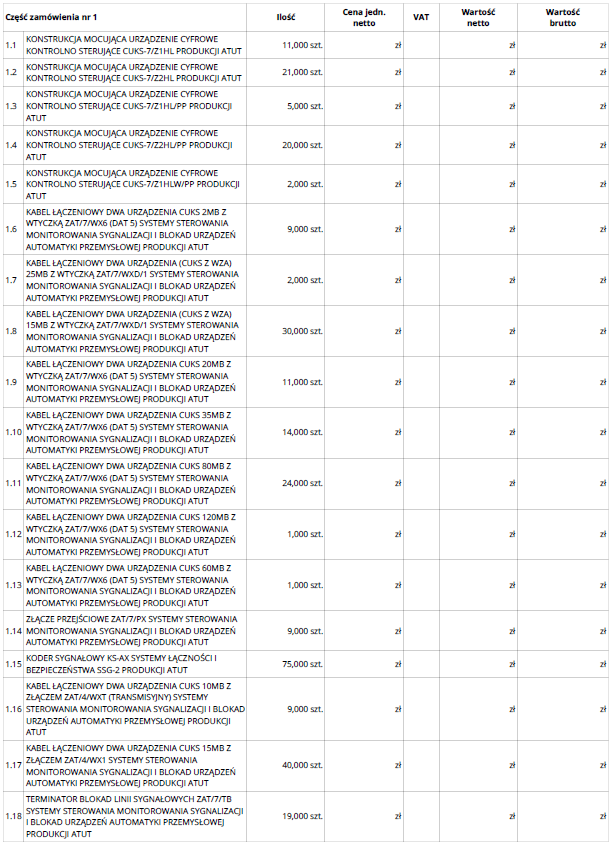 Część zamówienia nr 1 Ilość Cena jedn. netto VAT Wartość netto Wartość brutto
1.1 KONSTRUKCJA MOCUJĄCA URZĄDZENIE CYFROWE
KONTROLNO STERUJĄCE CUKS-7/Z1HL PRODUKCJI ATUT 11,000 szt. zł zł zł
1.2 KONSTRUKCJA MOCUJĄCA URZĄDZENIE CYFROWE
KONTROLNO STERUJĄCE CUKS-7/Z2HL PRODUKCJI ATUT 21,000 szt. zł zł zł
1.3 KONSTRUKCJA MOCUJĄCA URZĄDZENIE CYFROWE
KONTROLNO STERUJĄCE CUKS-7/Z1HL/PP PRODUKCJI
ATUT 5,000 szt. zł zł zł
1.4 KONSTRUKCJA MOCUJĄCA URZĄDZENIE CYFROWE
KONTROLNO STERUJĄCE CUKS-7/Z2HL/PP PRODUKCJI
ATUT 20,000 szt. zł zł zł
1.5 KONSTRUKCJA MOCUJĄCA URZĄDZENIE CYFROWE
KONTROLNO STERUJĄCE CUKS-7/Z1HLW/PP PRODUKCJI
ATUT 2,000 szt. zł zł zł
1.6 KABEL ŁĄCZENIOWY DWA URZĄDZENIA CUKS 2MB Z
WTYCZKĄ ZAT/7/WX6 (DAT 5) SYSTEMY STEROWANIA
MONITOROWANIA SYGNALIZACJI I BLOKAD URZĄDZEŃ
AUTOMATYKI PRZEMYSŁOWEJ PRODUKCJI ATUT 9,000 szt. zł zł zł
1.7 KABEL ŁĄCZENIOWY DWA URZĄDZENIA (CUKS Z WZA)
25MB Z WTYCZKĄ ZAT/7/WXD/1 SYSTEMY STEROWANIA
MONITOROWANIA SYGNALIZACJI I BLOKAD URZĄDZEŃ
AUTOMATYKI PRZEMYSŁOWEJ PRODUKCJI ATUT 2,000 szt. zł zł zł
1.8 KABEL ŁĄCZENIOWY DWA URZĄDZENIA (CUKS Z WZA)
15MB Z WTYCZKĄ ZAT/7/WXD/1 SYSTEMY STEROWANIA
MONITOROWANIA SYGNALIZACJI I BLOKAD URZĄDZEŃ
AUTOMATYKI PRZEMYSŁOWEJ PRODUKCJI ATUT 30,000 szt. zł zł zł
1.9 KABEL ŁĄCZENIOWY DWA URZĄDZENIA CUKS 20MB Z
WTYCZKĄ ZAT/7/WX6 (DAT 5) SYSTEMY STEROWANIA
MONITOROWANIA SYGNALIZACJI I BLOKAD URZĄDZEŃ
AUTOMATYKI PRZEMYSŁOWEJ PRODUKCJI ATUT 11,000 szt. zł zł zł
1.10 KABEL ŁĄCZENIOWY DWA URZĄDZENIA CUKS 35MB Z
WTYCZKĄ ZAT/7/WX6 (DAT 5) SYSTEMY STEROWANIA
MONITOROWANIA SYGNALIZACJI I BLOKAD URZĄDZEŃ
AUTOMATYKI PRZEMYSŁOWEJ PRODUKCJI ATUT 14,000 szt. zł zł zł
1.11 KABEL ŁĄCZENIOWY DWA URZĄDZENIA CUKS 80MB Z
WTYCZKĄ ZAT/7/WX6 (DAT 5) SYSTEMY STEROWANIA
MONITOROWANIA SYGNALIZACJI I BLOKAD URZĄDZEŃ
AUTOMATYKI PRZEMYSŁOWEJ PRODUKCJI ATUT 24,000 szt. zł zł zł
1.12 KABEL ŁĄCZENIOWY DWA URZĄDZENIA CUKS 120MB Z
WTYCZKĄ ZAT/7/WX6 (DAT 5) SYSTEMY STEROWANIA
MONITOROWANIA SYGNALIZACJI I BLOKAD URZĄDZEŃ
AUTOMATYKI PRZEMYSŁOWEJ PRODUKCJI ATUT 1,000 szt. zł zł zł
1.13 KABEL ŁĄCZENIOWY DWA URZĄDZENIA CUKS 60MB Z
WTYCZKĄ ZAT/7/WX6 (DAT 5) SYSTEMY STEROWANIA
MONITOROWANIA SYGNALIZACJI I BLOKAD URZĄDZEŃ
AUTOMATYKI PRZEMYSŁOWEJ PRODUKCJI ATUT 1,000 szt. zł zł zł
1.14 ZŁĄCZE PRZEJŚCIOWE ZAT/7/PX SYSTEMY STEROWANIA
MONITOROWANIA SYGNALIZACJI I BLOKAD URZĄDZEŃ
AUTOMATYKI PRZEMYSŁOWEJ PRODUKCJI ATUT 9,000 szt. zł zł zł
1.15 KODER SYGNAŁOWY KS-AX SYSTEMY ŁĄCZNOŚCI I
BEZPIECZEŃSTWA SSG-2 PRODUKCJI ATUT 75,000 szt. zł zł zł
1.16 KABEL ŁĄCZENIOWY DWA URZĄDZENIA CUKS 10MB Z
ZŁĄCZEM ZAT/4/WXT (TRANSMISYJNY) SYSTEMY
STEROWANIA MONITOROWANIA SYGNALIZACJI I BLOKAD
URZĄDZEŃ AUTOMATYKI PRZEMYSŁOWEJ PRODUKCJI
ATUT 9,000 szt. zł zł zł
1.17 KABEL ŁĄCZENIOWY DWA URZĄDZENIA CUKS 15MB Z
ZŁĄCZEM ZAT/4/WX1 SYSTEMY STEROWANIA
MONITOROWANIA SYGNALIZACJI I BLOKAD URZĄDZEŃ
AUTOMATYKI PRZEMYSŁOWEJ PRODUKCJI ATUT 40,000 szt. zł zł zł
1.18 TERMINATOR BLOKAD LINII SYGNAŁOWYCH ZAT/7/TB
SYSTEMY STEROWANIA MONITOROWANIA SYGNALIZACJI
I BLOKAD URZĄDZEŃ AUTOMATYKI PRZEMYSŁOWEJ
PRODUKCJI ATUT 19,000 szt. zł zł zł